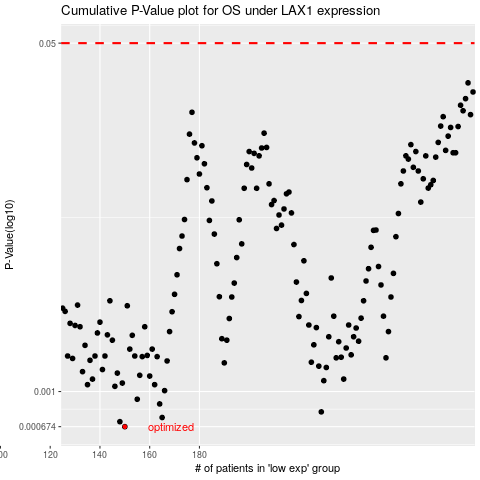 Cumulative P-Value plot for OS under LAX1 expression
0.05
P-Value(log10)
0.001
0.000674
optimized
00 120 140 160 180
# of patients in 'low exp' group